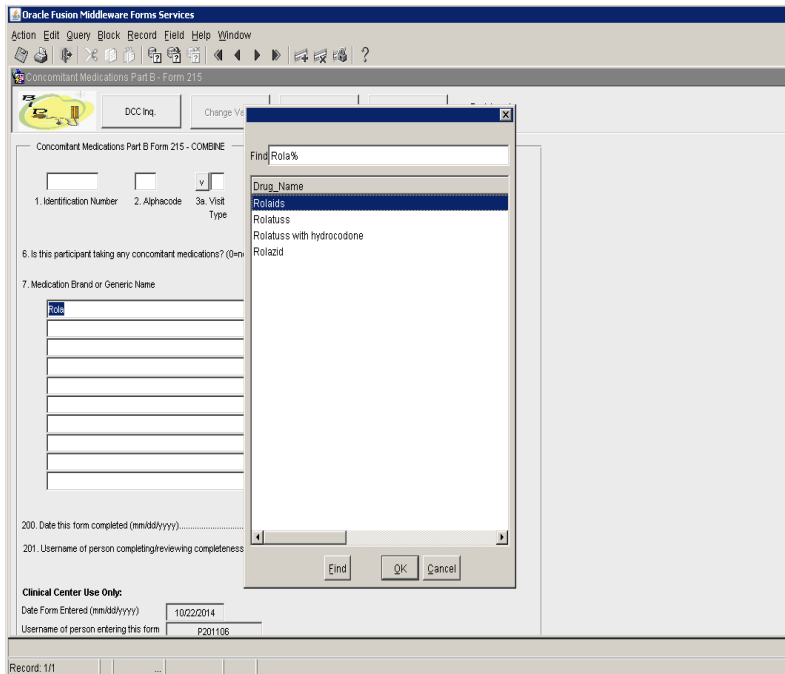 Oracle Fusion Middleware Forms Services
Action Edit Query Block Record Field Help Window
?
Concomitant Medications Part B - Form 215
DCC Inq.
Change Ve
Concomitant Medications Part B Form 215 - COMBINE
v
1. Identification Number 2. Alphacode 3a. Visit
Type
6. Is this participant taking any concomitant medications? (0=n
7. Medication Brand or Generic Name
Rola
200. Date this form completed (mm/dd/yyyy)
201. Username of person completing/reviewing completeness
Clinical Center Use Only:
Date Form Entered (mm/dd/yyyy) 10/22/2014
Username of person entering this form P201106
Find Rola%
Drug_Name
Rolaids
Rolatuss
Rolatuss with hydrocodone
Rolazid
Find OK Cancel
Record: 1/1
...